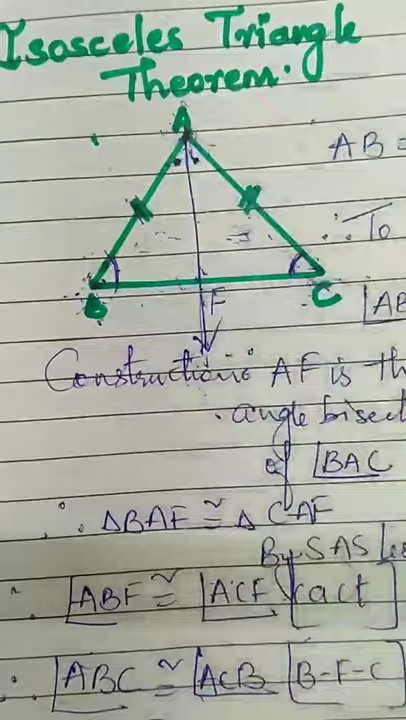 Isosceles Triangle
Theorem.
A
AB =
∴ To
B
F
C
∠AB
Construction: AF is th
angle bisect
of ∠BAC
∴ ΔBAF ≅ Δ CAF
By SAS
∴ ∠ABF ≅ ∠ACF [cact]
∴ ∠ABC ≅ ∠ACB [B-F-C]